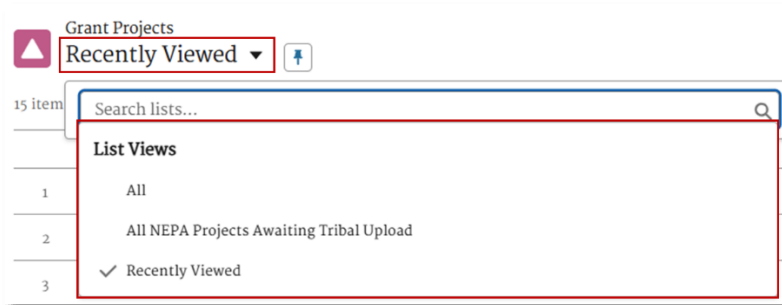 Grant Projects
Recently Viewed
15 item
Search lists...
List Views
1
All
2
All NEPA Projects Awaiting Tribal Upload
3
Recently Viewed